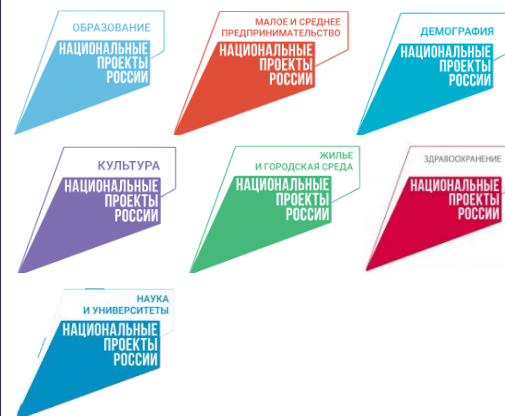 ОБРАЗОВАНИЕ
НАЦИОНАЛЬНЫЕ
ПРОЕКТЫ
РОССИИ
МАЛОЕ И СРЕДНЕЕ
ПРЕДПРИНИМАТЕЛЬСТВО
НАЦИОНАЛЬНЫЕ
ПРОЕКТЫ
РОССИИ
ДЕМОГРАФИЯ
НАЦИОНАЛЬНЫЕ
ПРОЕКТЫ
РОССИИ
КУЛЬТУРА
НАЦИОНАЛЬНЫЕ
ПРОЕКТЫ
РОССИИ
ЖИЛЬЕ
И ГОРОДСКАЯ СРЕДА
НАЦИОНАЛЬНЫЕ
ПРОЕКТЫ
РОССИИ
ЗДРАВООХРАНЕНИЕ
НАЦИОНАЛЬНЫЕ
ПРОЕКТЫ
РОССИИ
НАУКА
И УНИВЕРСИТЕТЫ
НАЦИОНАЛЬНЫЕ
ПРОЕКТЫ
РОССИИ